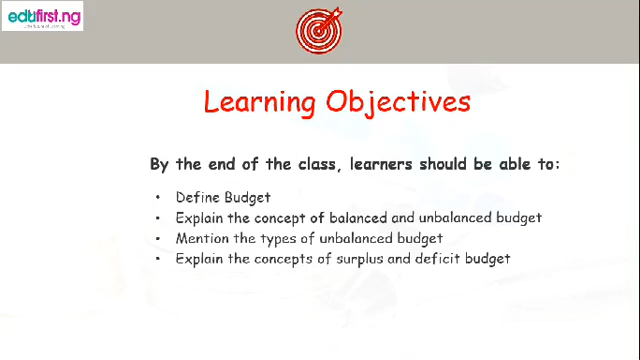 edufirst.ng
Learning Objectives
By the end of the class, learners should be able to:
• Define Budget
• Explain the concept of balanced and unbalanced budget
• Mention the types of unbalanced budget
• Explain the concepts of surplus and deficit budget